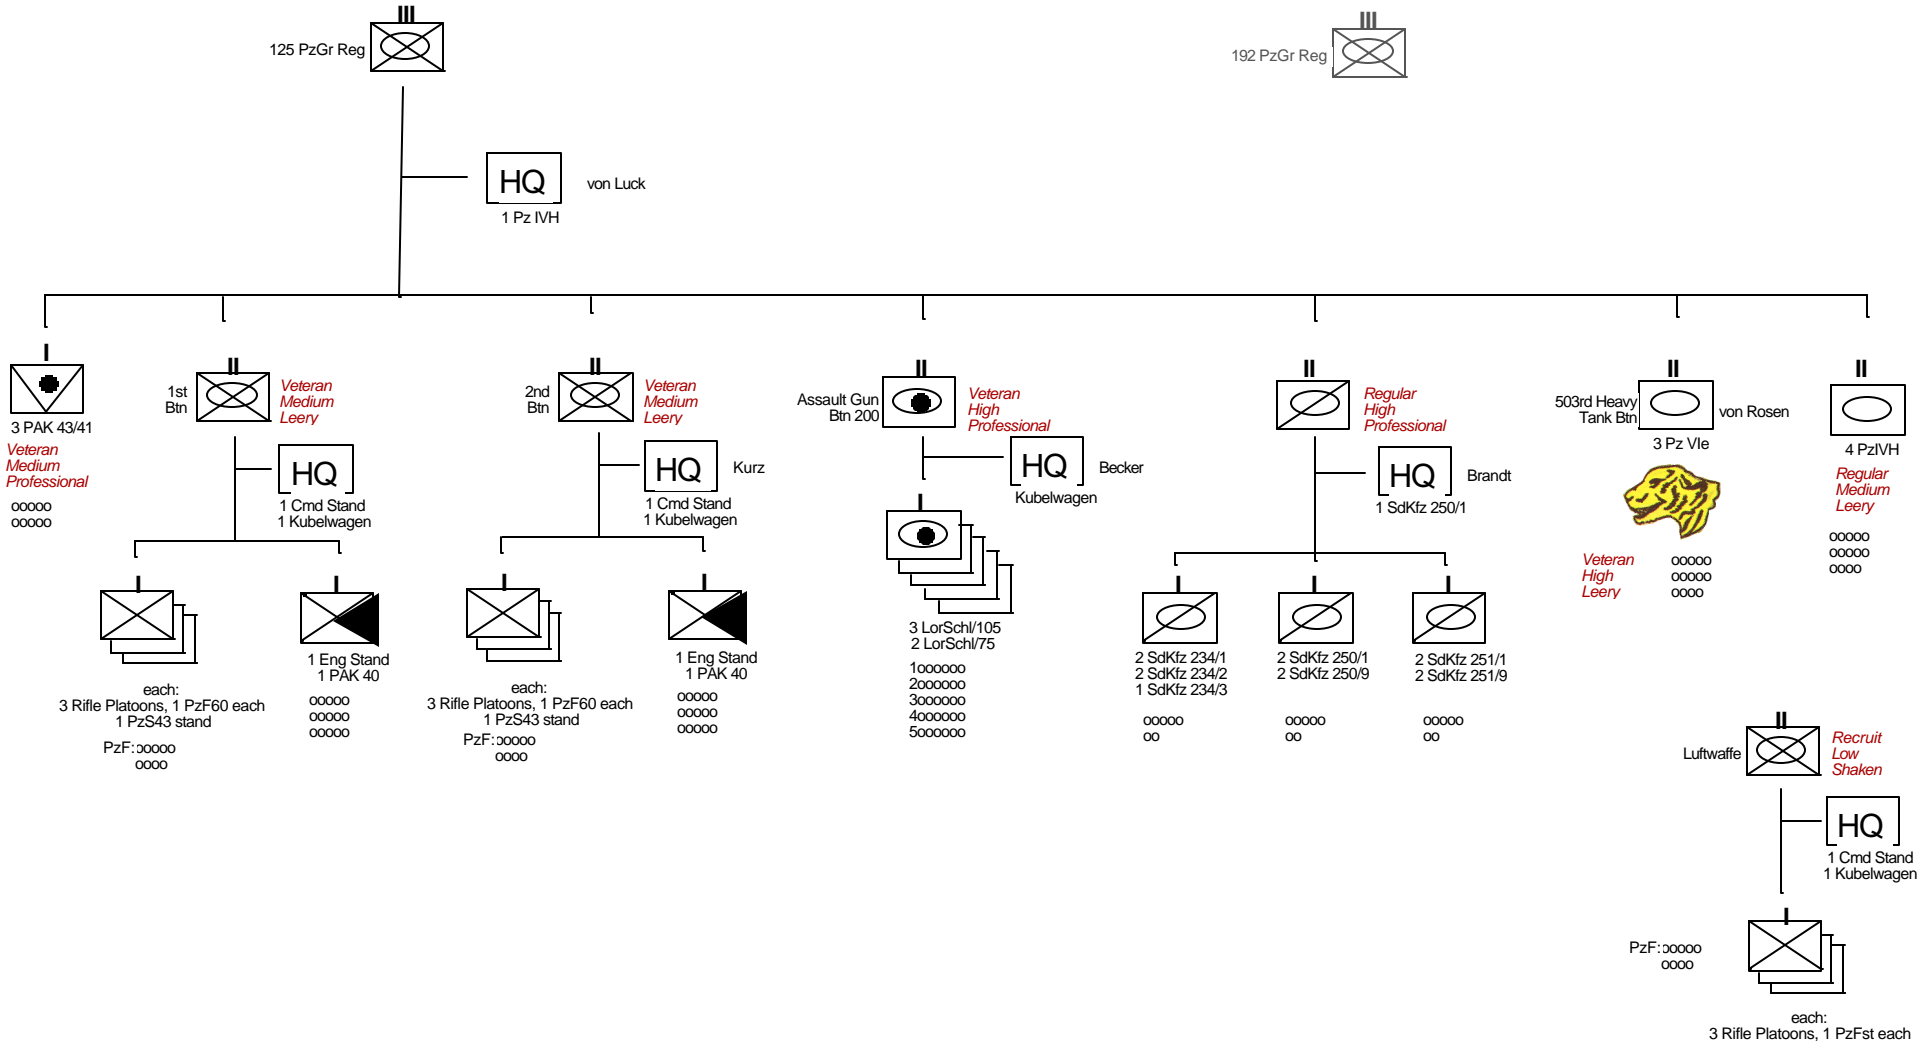 125 PzGr Reg
192 PzGr Reg
HQ
von Luck
1 Pz IVH
3 PAK 43/41
Veteran
Medium
Professional
ooooo
ooooo
1st
Btn
Veteran
Medium
Leery
HQ
1 Cmd Stand
1 Kubelwagen
each:
3 Rifle Platoons, 1 PzF60 each
1 PzS43 stand
PzF:ooooo
oooo
1 Eng Stand
1 PAK 40
ooooo
ooooo
ooooo
2nd
Btn
Veteran
Medium
Leery
HQ
Kurz
1 Cmd Stand
1 Kubelwagen
each:
3 Rifle Platoons, 1 PzF60 each
1 PzS43 stand
PzF:ooooo
oooo
1 Eng Stand
1 PAK 40
ooooo
ooooo
ooooo
Assault Gun
Btn 200
Veteran
High
Professional
HQ
Becker
Kubelwagen
3 LorSchl/105
2 LorSchl/75
1oooooo
2oooooo
3oooooo
4oooooo
5oooooo
Regular
High
Professional
HQ
Brandt
1 SdKfz 250/1
2 SdKfz 234/1
2 SdKfz 234/2
1 SdKfz 234/3
ooooo
oo
2 SdKfz 250/1
2 SdKfz 250/9
ooooo
oo
2 SdKfz 251/1
2 SdKfz 251/9
ooooo
oo
503rd Heavy
Tank Btn
von Rosen
3 Pz VIe
Veteran
High
Leery
ooooo
ooooo
oooo
4 PzIVH
Regular
Medium
Leery
ooooo
ooooo
oooo
Luftwaffe
Recruit
Low
Shaken
HQ
1 Cmd Stand
1 Kubelwagen
PzF:ooooo
oooo
each:
3 Rifle Platoons, 1 PzFst each